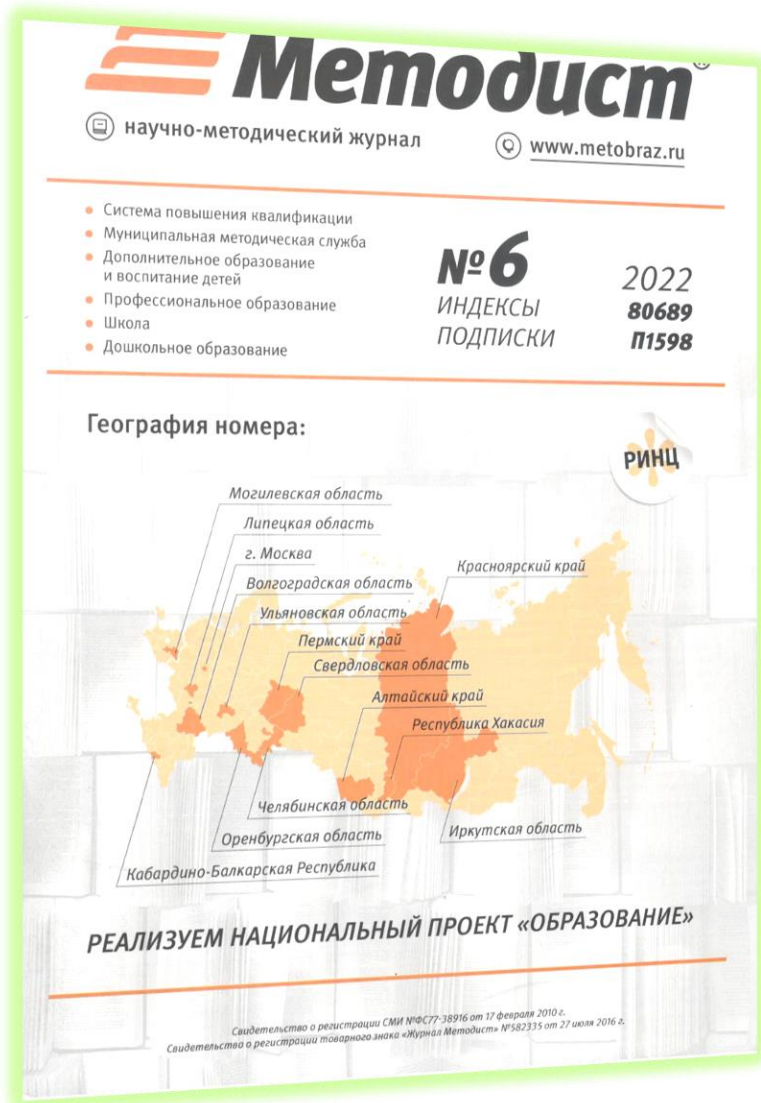 Методист
научно-методический журнал
www.metobraz.ru
Система повышения квалификации
Муниципальная методическая служба
Дополнительное образование
и воспитание детей
Профессиональное образование
Школа
Дошкольное образование
№6 2022
ИНДЕКСЫ 80689
ПОДПИСКИ П1598
География номера:
РИНЦ
Могилевская область
Липецкая область
г. Москва
Красноярский край
Волгоградская область
Ульяновская область
Пермский край
Свердловская область
Алтайский край
Республика Хакасия
Челябинская область
Иркутская область
Оренбургская область
Кабардино-Балкарская Республика
РЕАЛИЗУЕМ НАЦИОНАЛЬНЫЙ ПРОЕКТ «ОБРАЗОВАНИЕ»
Свидетельство о регистрации СМИ №ФС77-38916 от 17 февраля 2010 г.
Свидетельство о регистрации товарного знака «Журнал Методист» №582335 от 27 июля 2016 г.